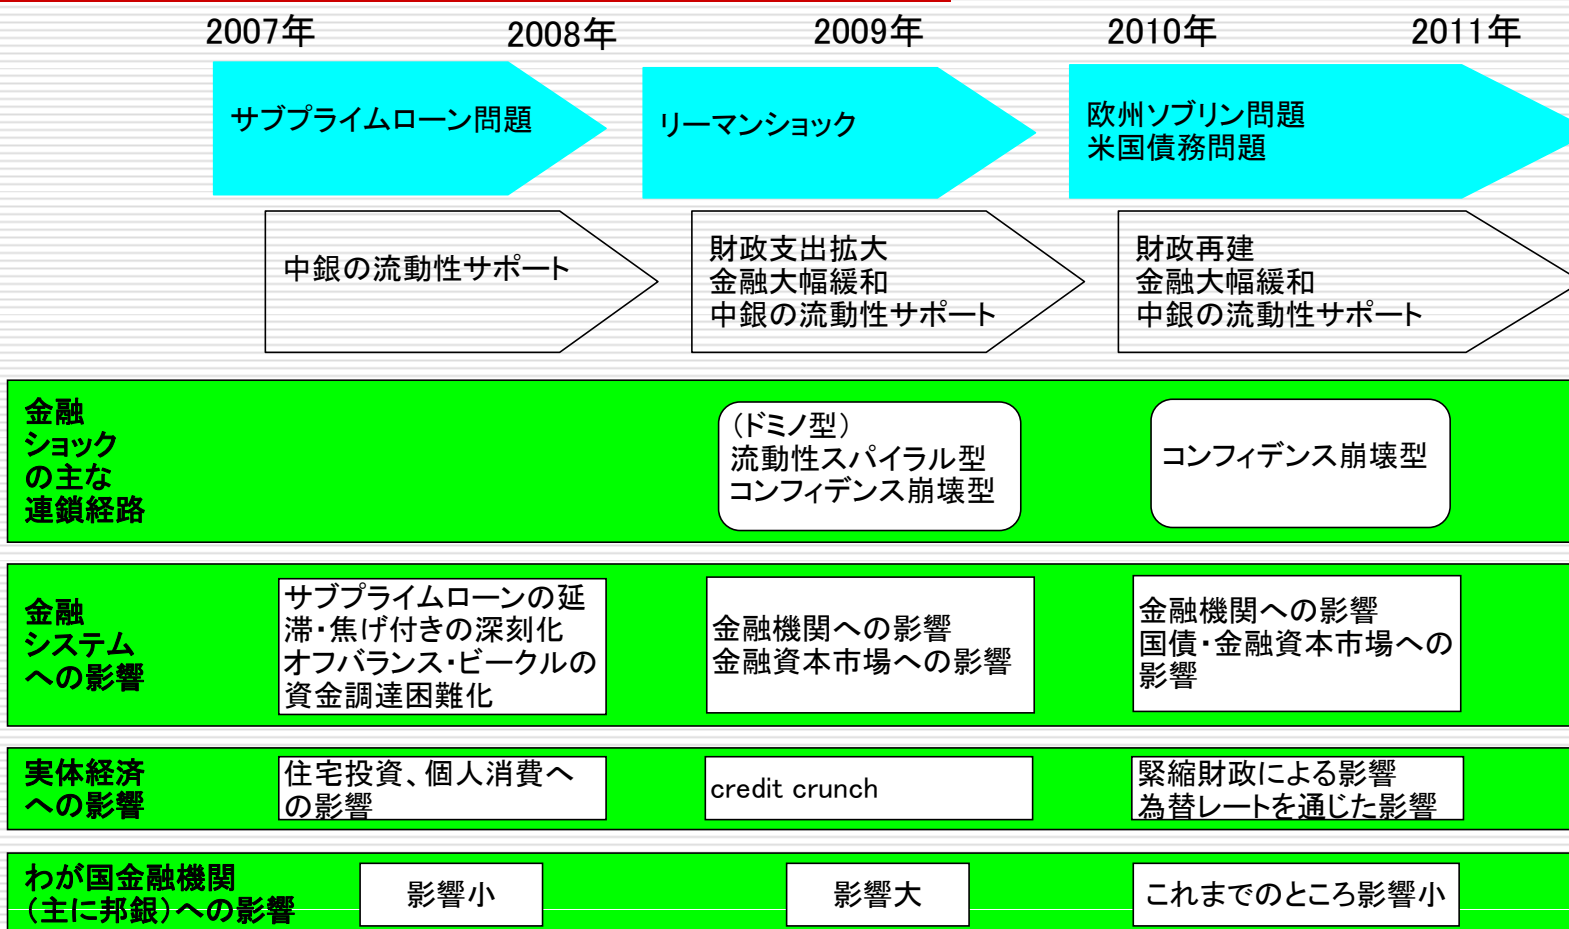 2007年
2008年
2009年
2010年
2011年
サブプライムローン問題
リーマンショック
欧州ソブリン問題
米国債務問題
中銀の流動性サポート
財政支出拡大
金融大幅緩和
中銀の流動性サポート
財政再建
金融大幅緩和
中銀の流動性サポート
金融
ショック
の主な
連鎖経路
（ドミノ型）
流動性スパイラル型
コンフィデンス崩壊型
コンフィデンス崩壊型
金融
システム
への影響
サブプライムローンの延
滞・焦げ付きの深刻化
オフバランス・ビークルの
資金調達困難化
金融機関への影響
金融資本市場への影響
金融機関への影響
国債・金融資本市場への
影響
実体経済
への影響
住宅投資、個人消費へ
の影響
credit crunch
緊縮財政による影響
為替レートを通じた影響
わが国金融機関
（主に邦銀）への影響
影響小
影響大
これまでのところ影響小